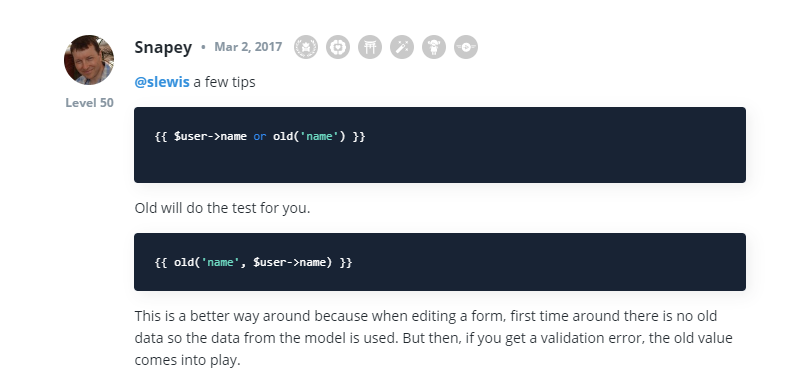 Snapey • Mar 2, 2017
@slewis a few tips
Level 50
{{ $user->name or old('name') }}
Old will do the test for you.
{{ old('name', $user->name) }}
This is a better way around because when editing a form, first time around there is no old
data so the data from the model is used. But then, if you get a validation error, the old value
comes into play.